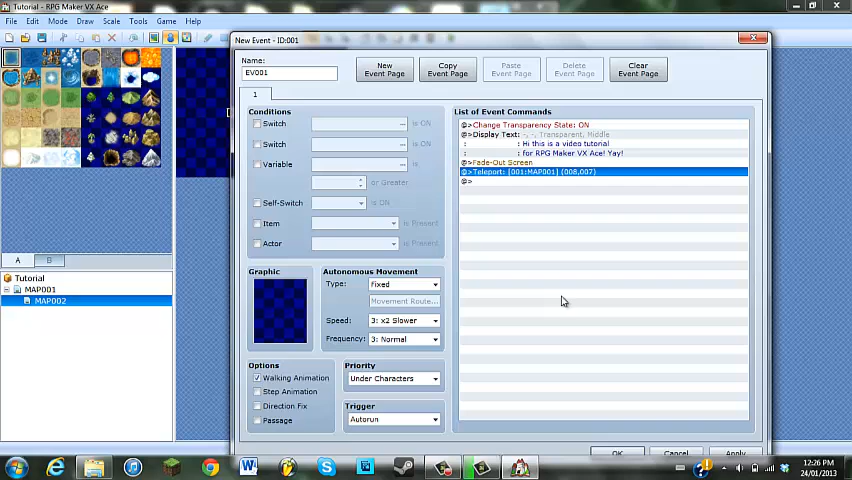 Tutorial - RPG Maker VX Ace
File Edit Mode Draw Scale Tools Game Help
New Event - ID:001
Name:
EV001
New Event Page
Copy Event Page
Paste Event Page
Delete Event Page
Clear Event Page
1
Conditions
Switch ... is ON
Switch ... is ON
Variable ... is
or Greater
Self-Switch is ON
Item is Present
Actor is Present
Graphic
Autonomous Movement
Type: Fixed
Movement Route...
Speed: 3: x2 Slower
Frequency: 3: Normal
Options
Walking Animation
Step Animation
Direction Fix
Passage
Priority
Under Characters
Trigger
Autorun
List of Event Commands
@>Change Transparency State: ON
@>Display Text: -, -, Transparent, Middle
: : Hi this is a video tutorial
: : for RPG Maker VX Ace! Yay!
@>Fade-Out Screen
@>Teleport: [001:MAP001] (008,007)
@>
OK Cancel Apply
A B
Tutorial
MAP001
MAP002
12:26 PM
24/01/2013